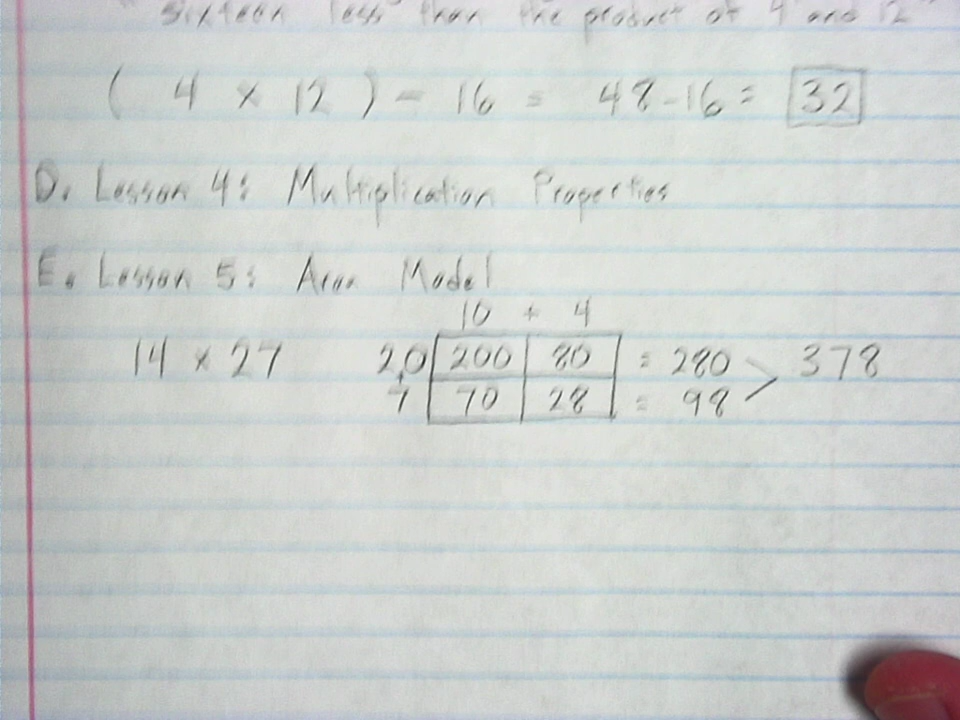 "sixteen less than the product of 4 and 12"
( 4 × 12 ) - 16 = 48 - 16 = 32
D. Lesson 4: Multiplication Properties
E. Lesson 5: Area Model
10 + 4
14 × 27 20 200 80 = 280 > 378
+ 7 70 28 = 98